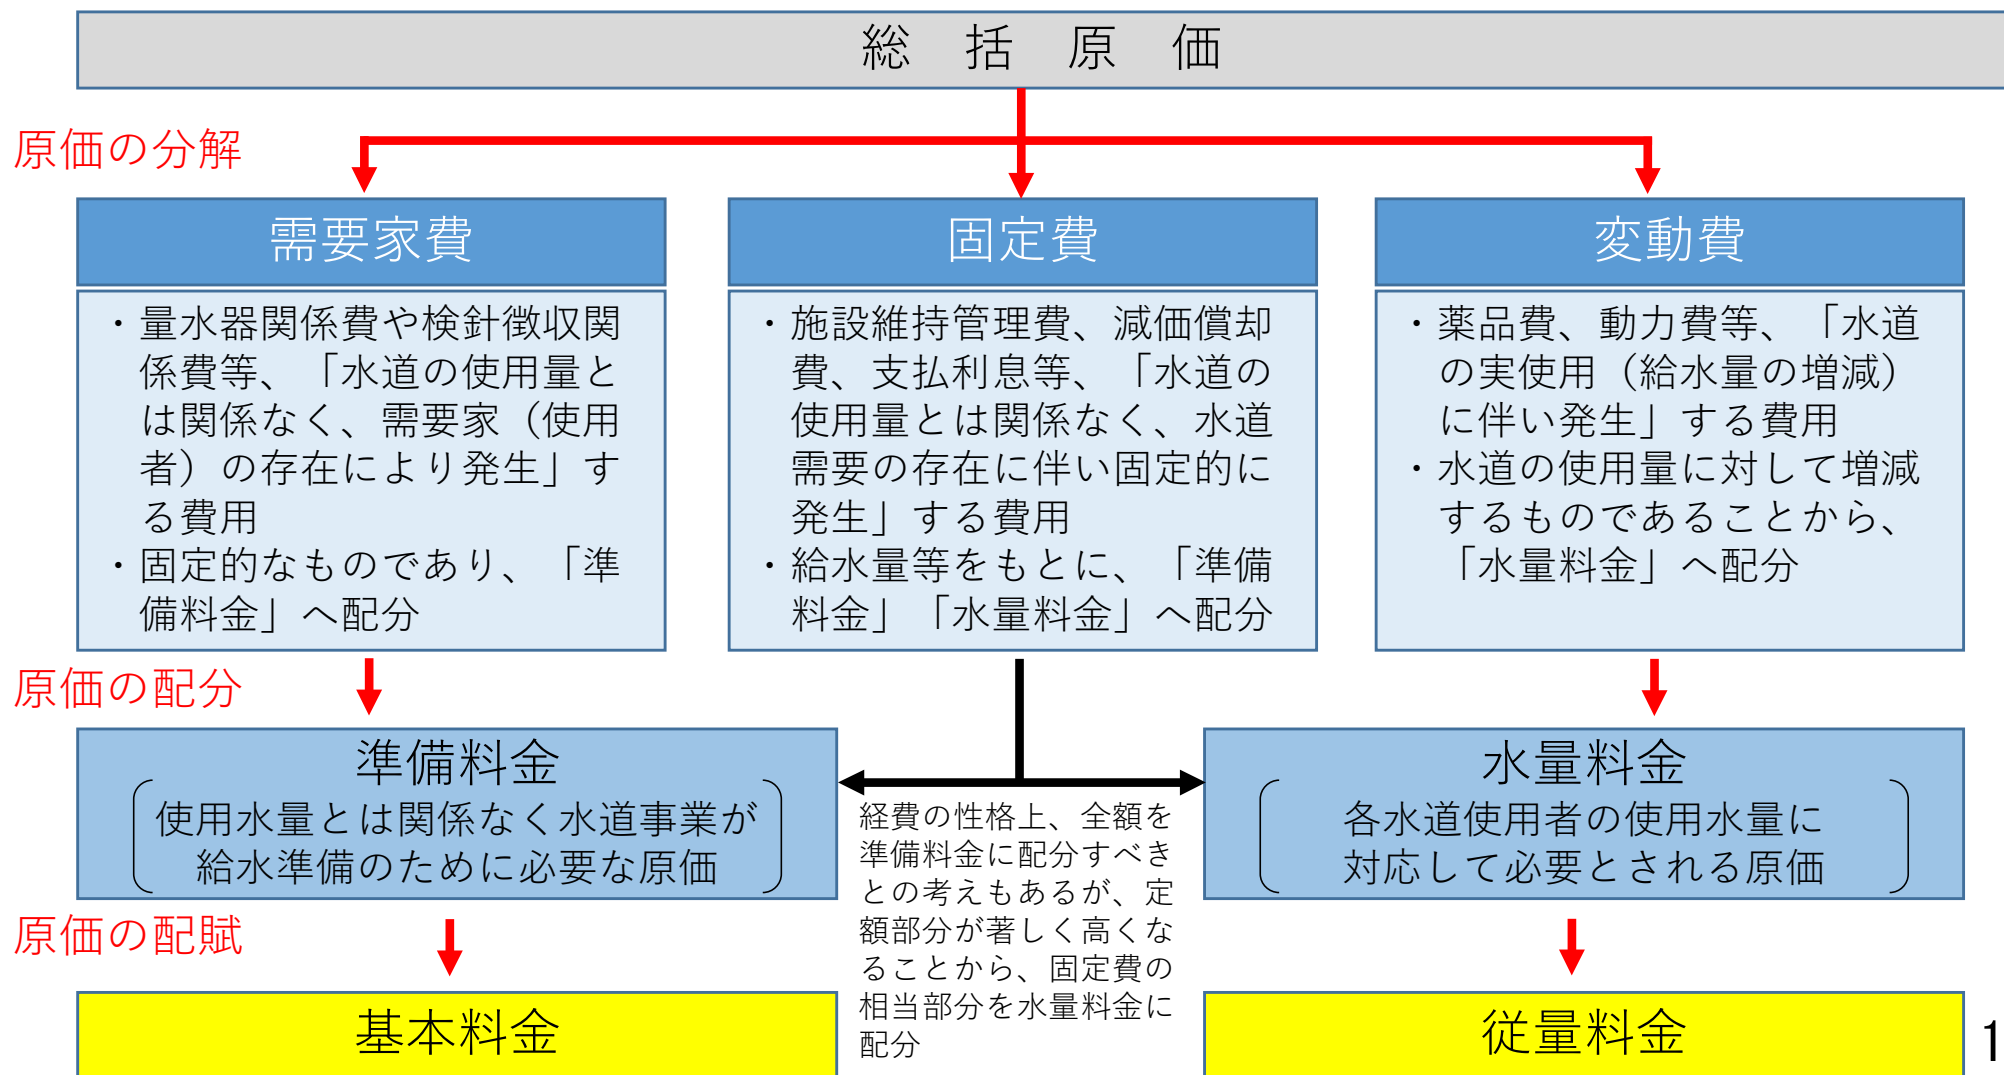 総括原価
原価の分解
需要家費
・量水器関係費や検針徴収関
係費等、「水道の使用量と
は関係なく、需要家（使用
者）の存在により発生」す
る費用
・固定的なものであり、「準
備料金」へ配分
固定費
・施設維持管理費、減価償却
費、支払利息等、「水道の
使用量とは関係なく、水道
需要の存在に伴い固定的に
発生」する費用
・給水量等をもとに、「準備
料金」「水量料金」へ配分
変動費
・薬品費、動力費等、「水道
の実使用（給水量の増減）
に伴い発生」する費用
・水道の使用量に対して増減
するものであることから、
「水量料金」へ配分
原価の配分
準備料金
使用水量とは関係なく水道事業が
給水準備のために必要な原価
経費の性格上、全額を
準備料金に配分すべき
との考えもあるが、定
額部分が著しく高くな
ることから、固定費の
相当部分を水量料金に
配分
水量料金
各水道使用者の使用水量に
対応して必要とされる原価
原価の配賦
基本料金
従量料金
1